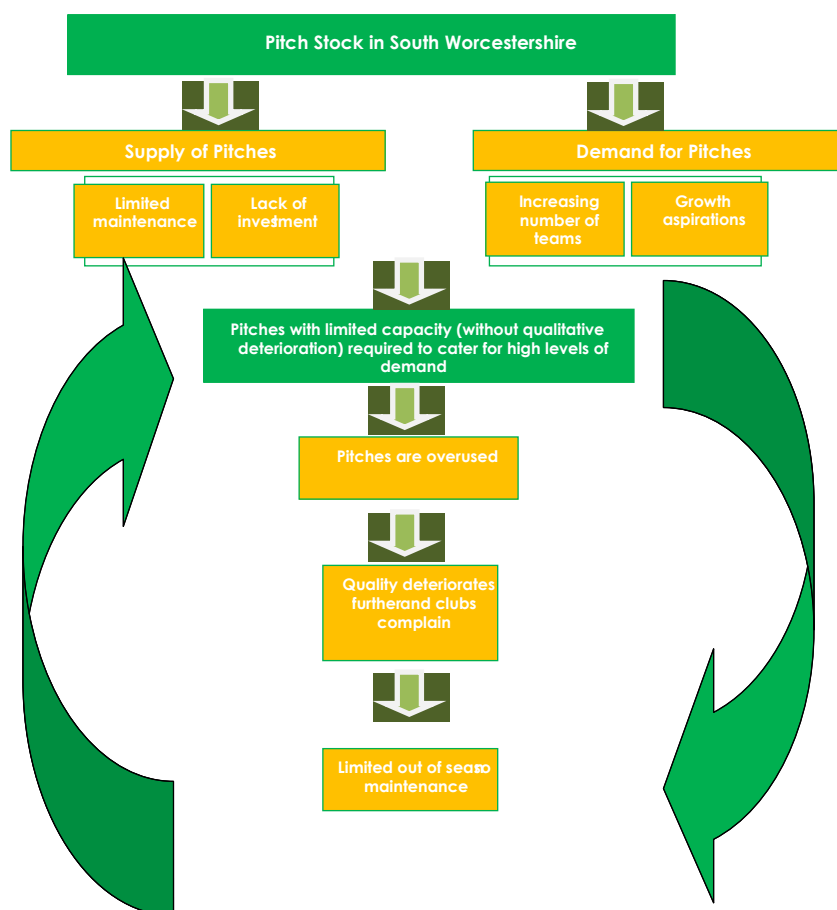 Pitch Stock in South Worcestershire
Supply of Pitches
Demand for Pitches
Limited
maintenance
Lack of
investment
Increasing
number of
teams
Growth
aspirations
Pitches with limited capacity (without qualitative
deterioration) required to cater for high levels of
demand
Pitches are overused
Quality deteriorates
furtherand clubs
complain
Limited out of season
maintenance